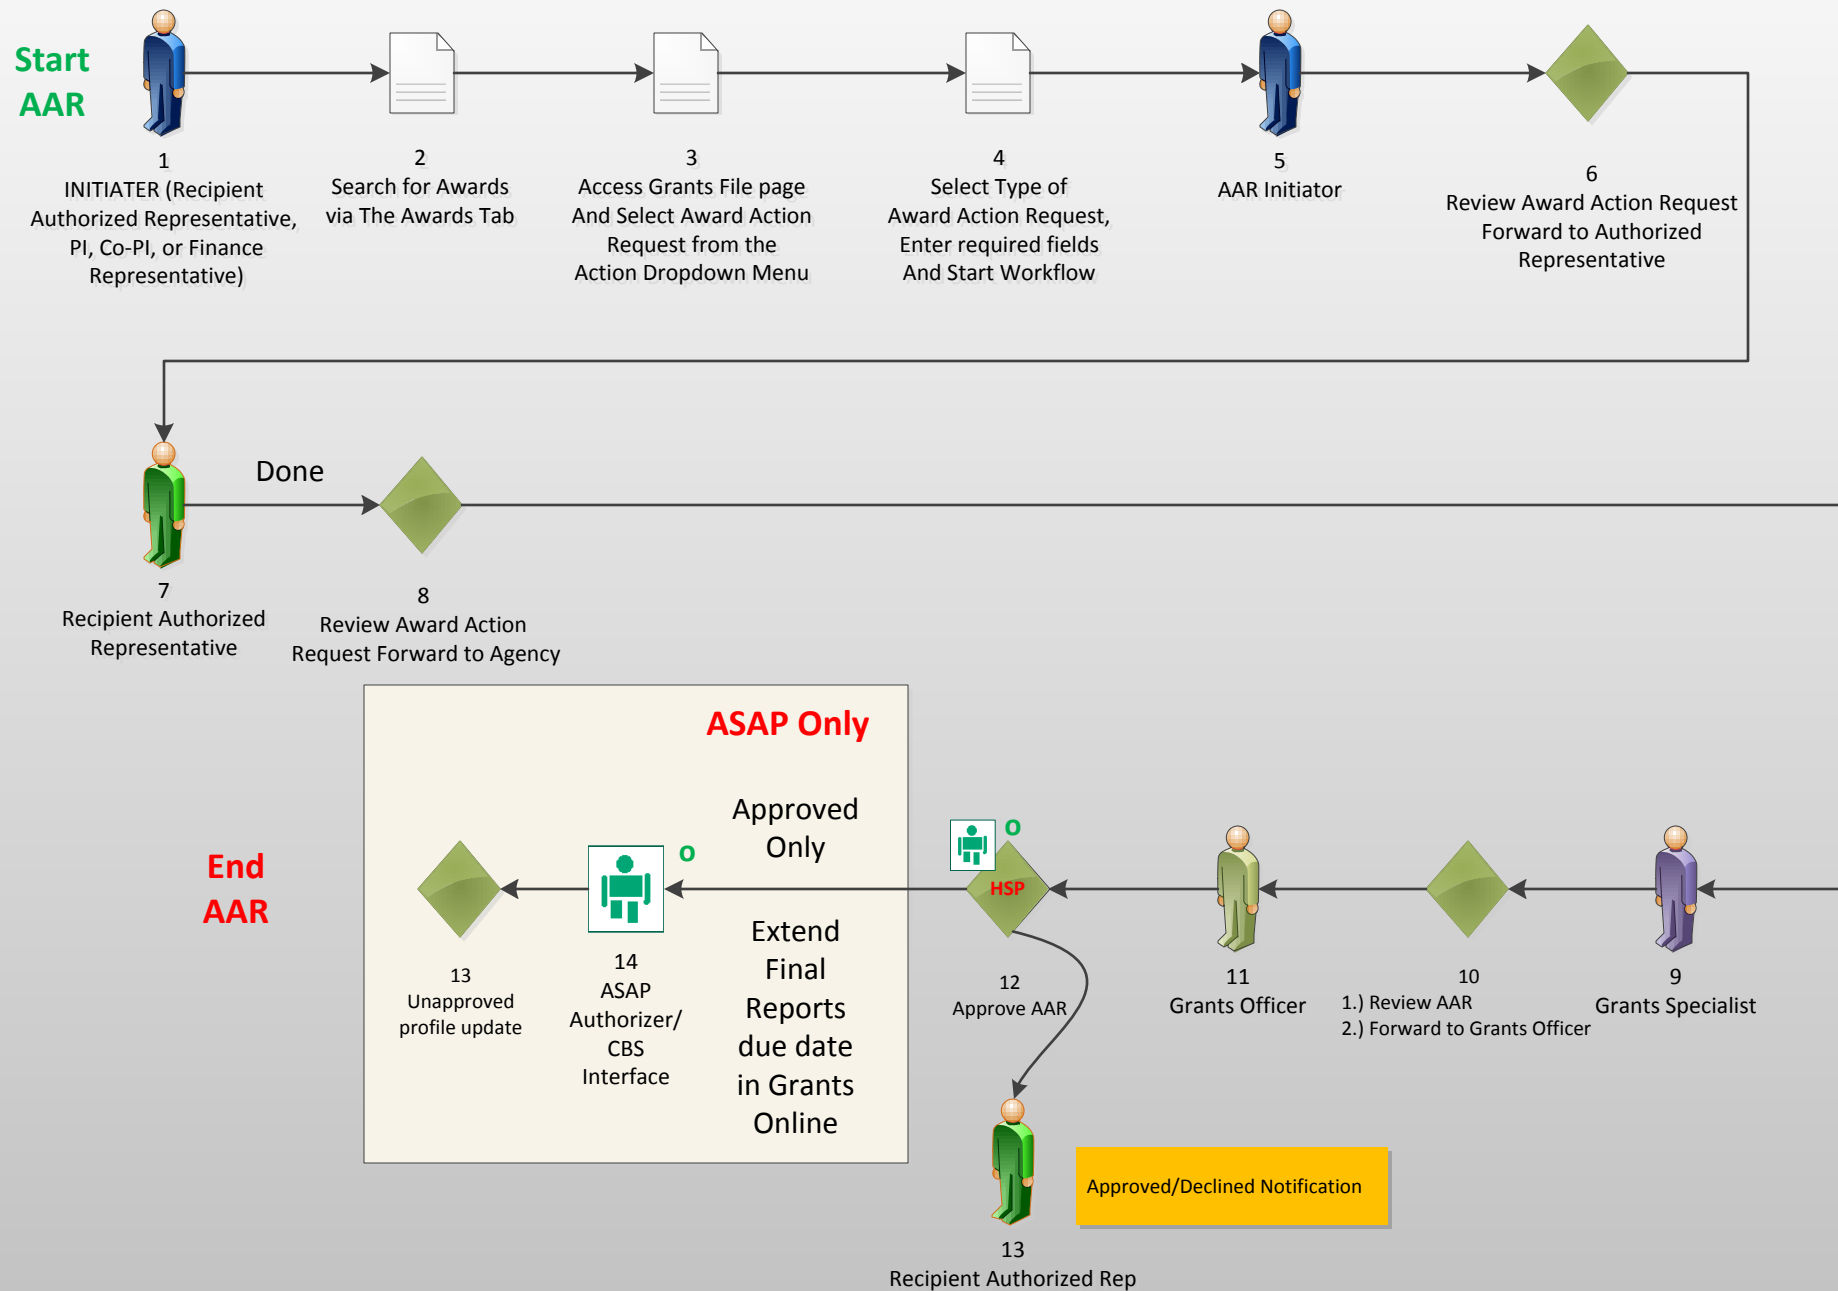 Start
AAR
1
INITIATER (Recipient
Authorized Representative,
PI, Co-PI, or Finance
Representative)
2
Search for Awards
via The Awards Tab
3
Access Grants File page
And Select Award Action
Request from the
Action Dropdown Menu
4
Select Type of
Award Action Request,
Enter required fields
And Start Workflow
5
AAR Initiator
6
Review Award Action Request
Forward to Authorized
Representative
Done
7
Recipient Authorized
Representative
8
Review Award Action
Request Forward to Agency
ASAP Only
Approved
Only
Extend
Final
Reports
due date
in Grants
Online
End
AAR
13
Unapproved
profile update
O
14
ASAP
Authorizer/
CBS
Interface
O
HSP
12
Approve AAR
11
Grants Officer
10
1.) Review AAR
2.) Forward to Grants Officer
9
Grants Specialist
Approved/Declined Notification
13
Recipient Authorized Rep